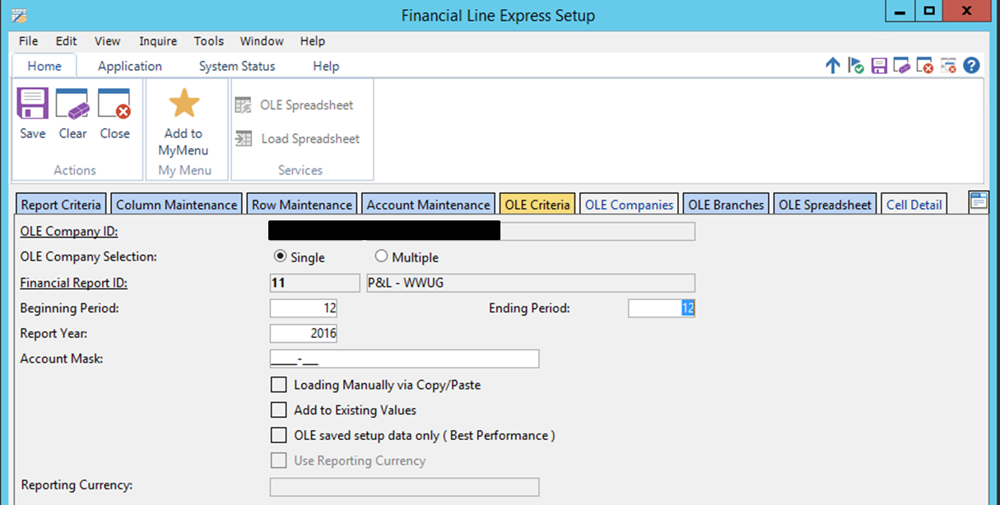 Financial Line Express Setup
File Edit View Inquire Tools Window Help
Home Application System Status Help
OLE Spreadsheet
Save Clear Close Add to MyMenu Load Spreadsheet
Actions My Menu Services
Report Criteria Column Maintenance Row Maintenance Account Maintenance OLE Criteria OLE Companies OLE Branches OLE Spreadsheet Cell Detail
OLE Company ID:
OLE Company Selection: Single Multiple
Financial Report ID: 11 P&L - WWUG
Beginning Period: 12 Ending Period: 12
Report Year: 2016
Account Mask: ____-__
Loading Manually via Copy/Paste
Add to Existing Values
OLE saved setup data only ( Best Performance )
Use Reporting Currency
Reporting Currency: